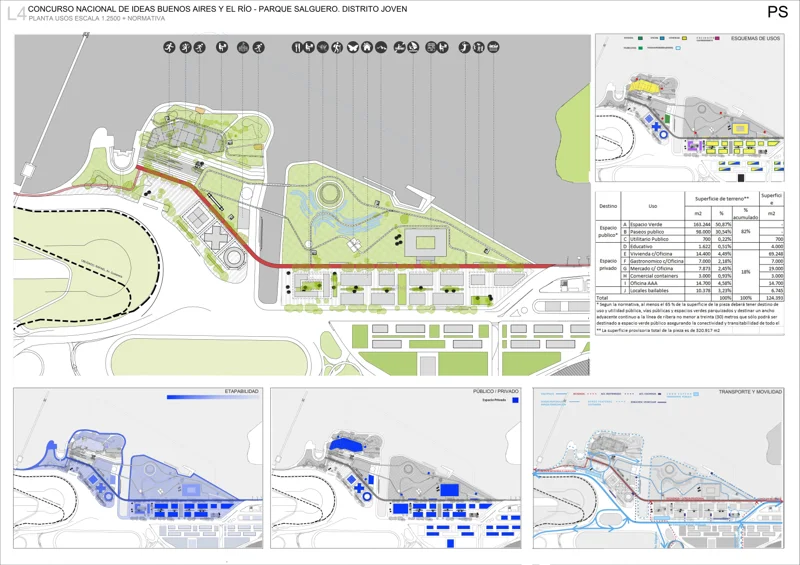 L4
CONCURSO NACIONAL DE IDEAS BUENOS AIRES Y EL RÍO - PARQUE SALGUERO. DISTRITO JOVEN
PLANTA USOS ESCALA 1.2500 + NORMATIVA
PS
ESQUEMAS DE USOS
Destino Uso Superficie de terreno** Superficie
m2 % % acumulado m2
Espacio publico*
A Espacio Verde 163.244 50,87%
B Paseos publico 98.000 30,54% 82%
C Utilitario Publico 700 0,22% 700
D Educativo 1.622 0,51% 4.000
Espacio privado
E Vivienda c/Oficina 14.400 4,49% 69.248
F Gastronomico c/Oficina 7.000 2,18% 7.000
G Mercado c/ Oficina 7.873 2,45% 18% 19.000
H Comercial containers 3.000 0,93% 3.000
I Oficina AAA 14.700 4,58% 14.700
J Locales bailables 10.378 3,23% 6.745
Total 100% 100% 124.393
* Segun la normativa, al menos el 65 % de la superficie de la pieza deberá tener destino de
uso y utilidad pública, vías públicas y espacios verdes parquizados y destinar un ancho
adyacente continuo a la línea de ribera no menor a treinta (30) metros que sólo podrá ser
destinado a espacio verde público asegurando la conectividad y transitabilidad de todo el
** La superficie provisoria total de la pieza es de 320.917 m2
ETAPABILIDAD
PÚBLICO / PRIVADO
Espacio Privado
TRANSPORTE Y MOVILIDAD